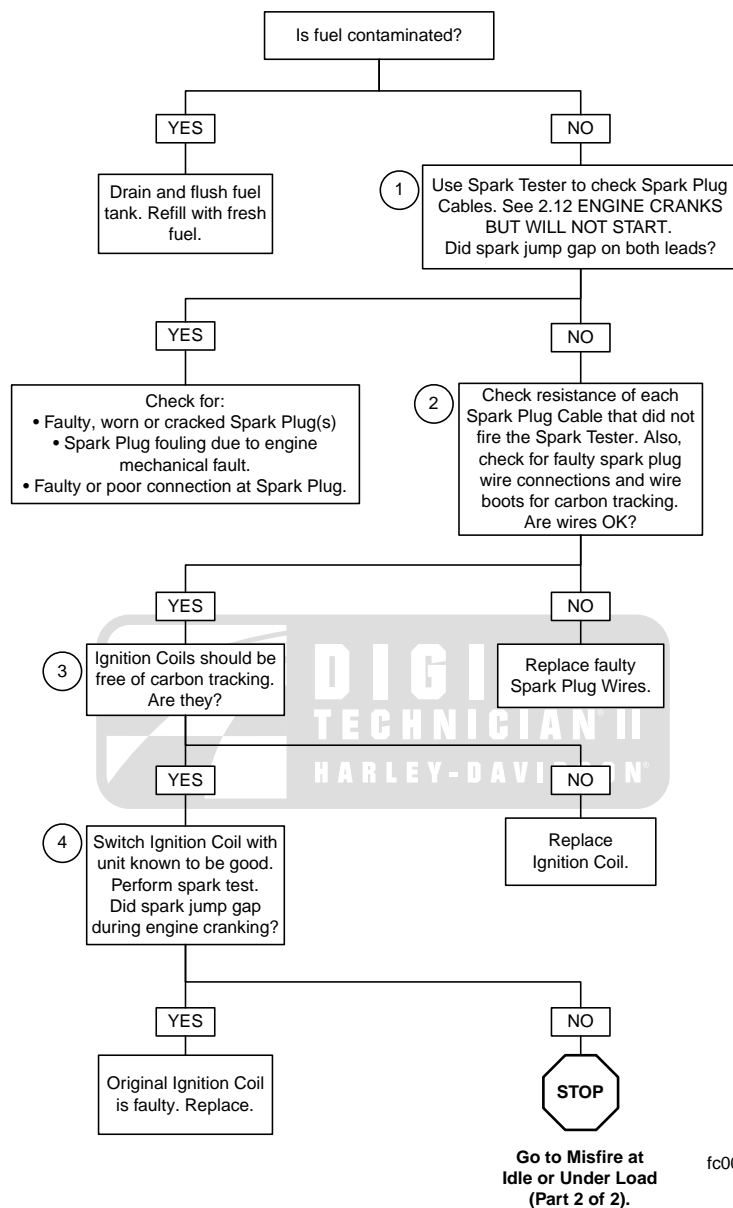 Is fuel contaminated?
YES
NO
Drain and flush fuel
tank. Refill with fresh
fuel.
1
Use Spark Tester to check Spark Plug
Cables. See 2.12 ENGINE CRANKS
BUT WILL NOT START.
Did spark jump gap on both leads?
YES
NO
Check for:
• Faulty, worn or cracked Spark Plug(s)
• Spark Plug fouling due to engine
mechanical fault.
• Faulty or poor connection at Spark Plug.
2
Check resistance of each
Spark Plug Cable that did not
fire the Spark Tester. Also,
check for faulty spark plug
wire connections and wire
boots for carbon tracking.
Are wires OK?
YES
NO
3
Ignition Coils should be
free of carbon tracking.
Are they?
Replace faulty
Spark Plug Wires.
DIGI
TECHNICIAN II
HARLEY-DAVI
ON®
YES
NO
4
Switch Ignition Coil with
unit known to be good.
Perform spark test.
Did spark jump gap
during engine cranking?
Replace
Ignition Coil.
YES
NO
Original Ignition Coil
is faulty. Replace.
STOP
Go to Misfire at
Idle or Under Load
(Part 2 of 2).